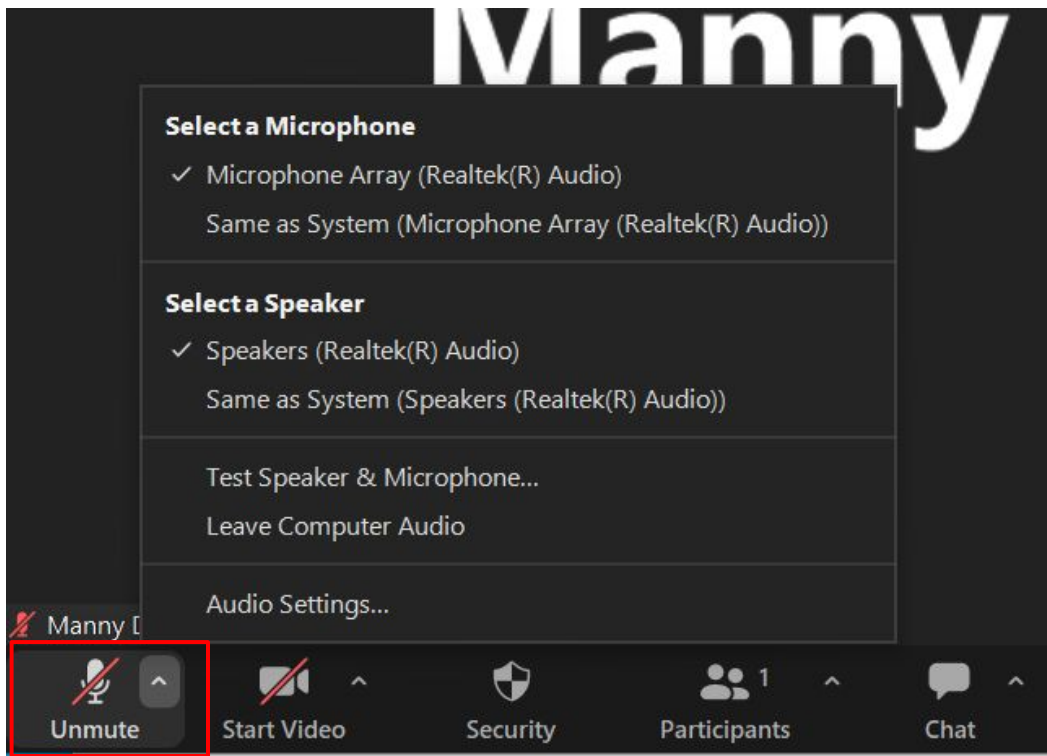 Manny
Select a Microphone
✓ Microphone Array (Realtek(R) Audio)
Same as System (Microphone Array (Realtek(R) Audio))
Select a Speaker
✓ Speakers (Realtek(R) Audio)
Same as System (Speakers (Realtek(R) Audio))
Test Speaker & Microphone...
Leave Computer Audio
Audio Settings...
Manny
Unmute
Start Video
Security
Participants 1
Chat